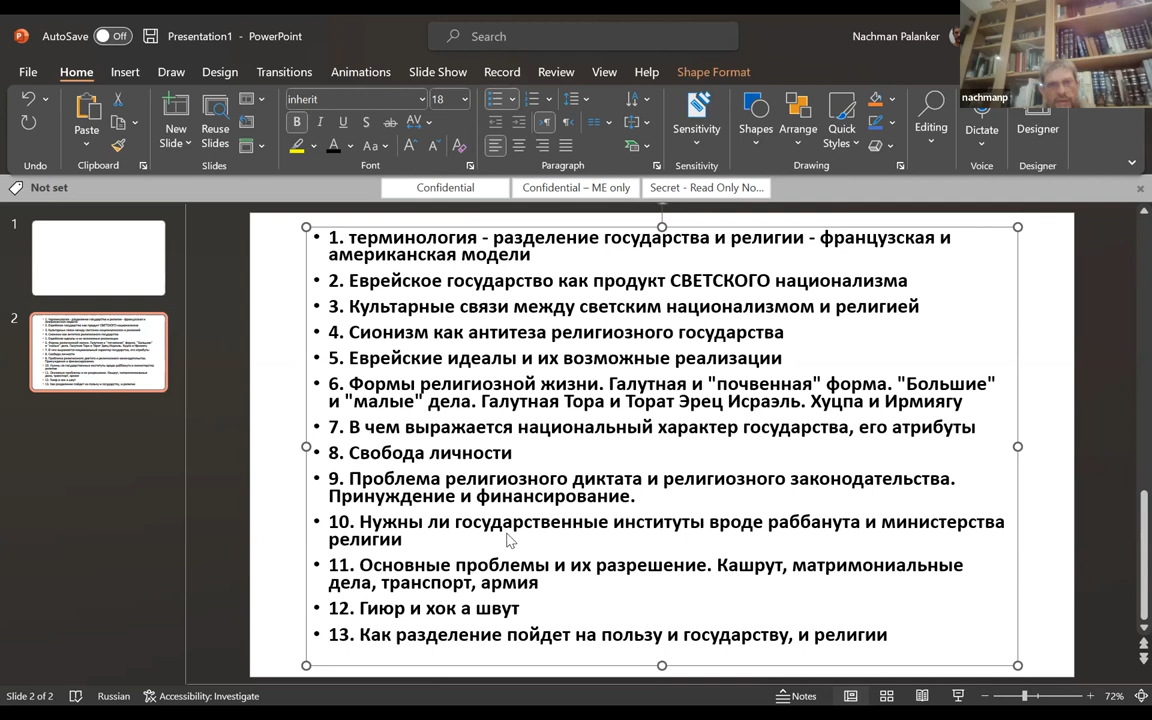 AutoSave Off Presentation1 - PowerPoint Search Nachman Palanker
File Home Insert Draw Design Transitions Animations Slide Show Record Review View Help Shape Format
nachmanp
inherit 18
Paste New Slide Reuse Slides Sensitivity Shapes Arrange Quick Styles Editing Dictate Designer
Undo Clipboard Slides Font Paragraph Sensitivity Drawing Voice Designer
Not set Confidential Confidential – ME only Secret - Read Only No...
1
2
• 1. терминология - разделение государства и религии - французская и
американская модели
• 2. Еврейское государство как продукт СВЕТСКОГО национализма
• 3. Культарные связи между светским национализмом и религией
• 4. Сионизм как антитеза религиозного государства
• 5. Еврейские идеалы и их возможные реализации
• 6. Формы религиозной жизни. Галутная и "почвенная" форма. "Большие"
и "малые" дела. Галутная Тора и Торат Эрец Исраэль. Хуцпа и Ирмиягу
• 7. В чем выражается национальный характер государства, его атрибуты
• 8. Свобода личности
• 9. Проблема религиозного диктата и религиозного законодательства.
Принуждение и финансирование.
• 10. Нужны ли государственные институты вроде раббанута и министерства
религии
• 11. Основные проблемы и их разрешение. Кашрут, матримониальные
дела, транспорт, армия
• 12. Гиюр и хок а швут
• 13. Как разделение пойдет на пользу и государству, и религии
Slide 2 of 2 Russian Accessibility: Investigate Notes 72%